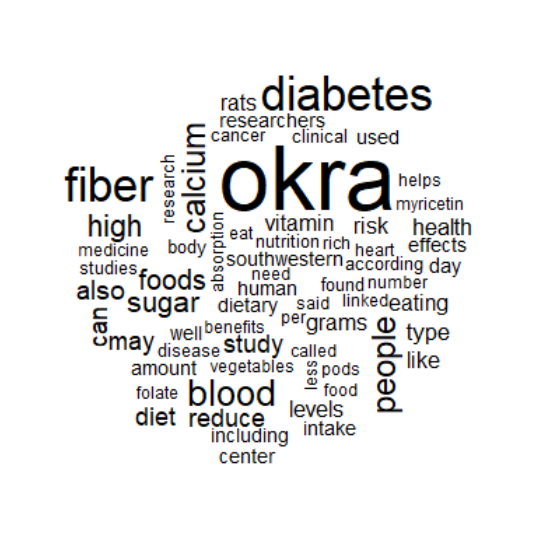 rats diabetes
researchers
cancer clinical used
calcium
research
okra
fiber
helps
myricetin
high
absorption
eat
vitamin risk health
medicine body nutrition rich heart effects
studies
foods
southwestern according day
need
also sugar
human
found number
can
dietary said linked eating
may
well benefits per grams
people
type
disease study called
like
amount vegetables less pods
folate blood food
diet reduce levels
including intake
center